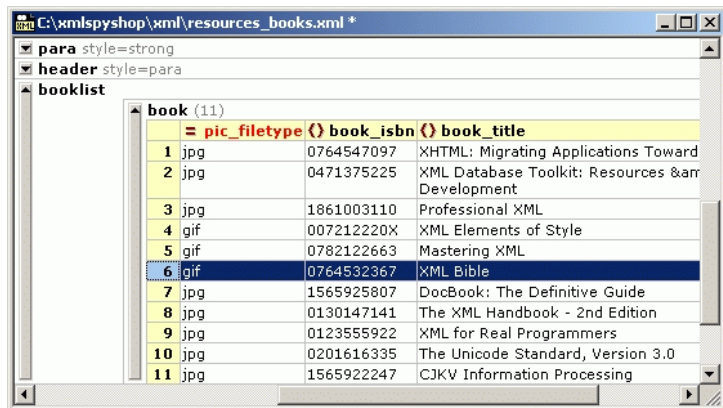 C:\xmlspyshop\xml\resources_books.xml *
para style=strong
header style=para
booklist
book (11)
= pic_filetype {} book_isbn {} book_title
1 jpg 0764547097 XHTML: Migrating Applications Toward
2 jpg 0471375225 XML Database Toolkit: Resources &am
Development
3 jpg 1861003110 Professional XML
4 gif 007212220X XML Elements of Style
5 gif 0782122663 Mastering XML
6 gif 0764532367 XML Bible
7 jpg 1565925807 DocBook: The Definitive Guide
8 jpg 0130147141 The XML Handbook - 2nd Edition
9 jpg 0123555922 XML for Real Programmers
10 jpg 0201616335 The Unicode Standard, Version 3.0
11 jpg 1565922247 CJKV Information Processing